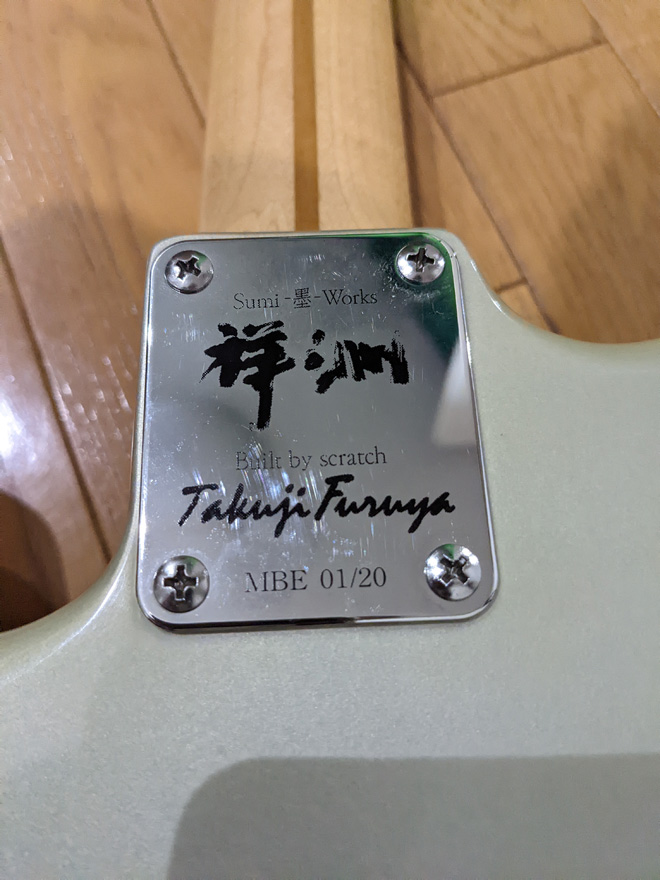 Sumi -墨- Works
祥洲
Built by scratch
Takuji Furuya
MBE 01/20